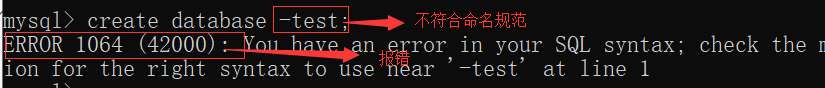 mysql> create database -test; 不符合命名规范
ERROR 1064 (42000): You have an error in your SQL syntax; check the m
报错
ion for the right syntax to use near '-test' at line 1